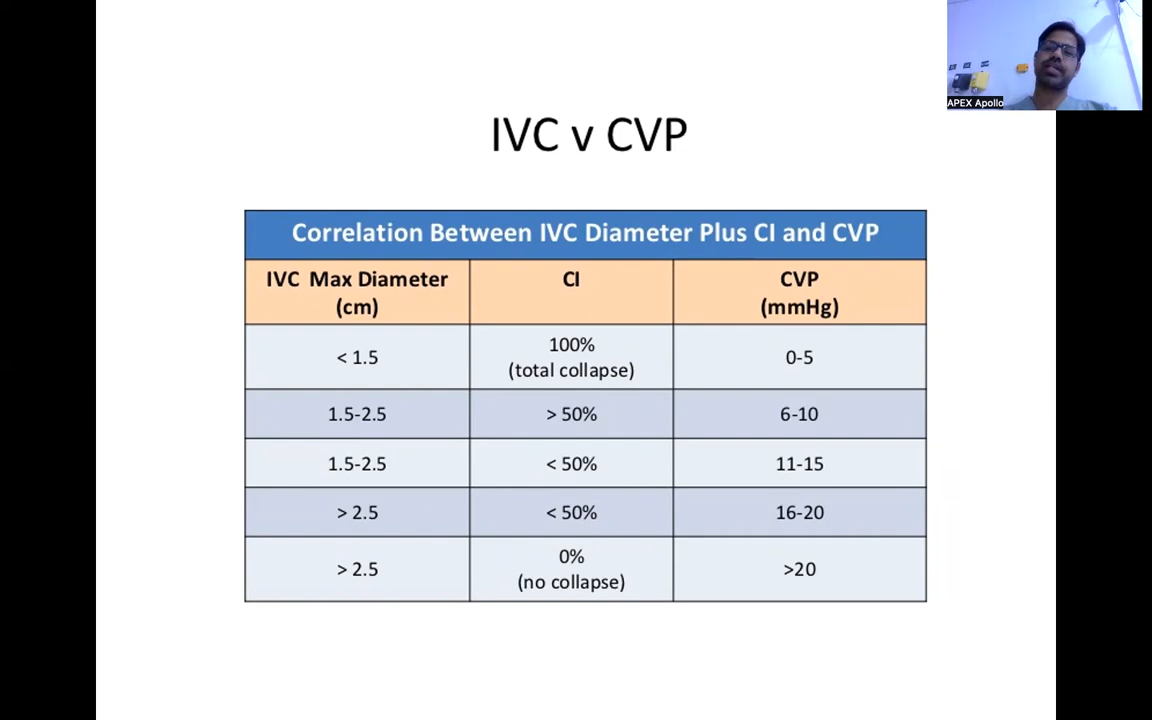 APEX Apollo
IVC v CVP
Correlation Between IVC Diameter Plus CI and CVP
IVC Max Diameter (cm) CI CVP (mmHg)
< 1.5 100% (total collapse) 0-5
1.5-2.5 > 50% 6-10
1.5-2.5 < 50% 11-15
> 2.5 < 50% 16-20
> 2.5 0% (no collapse) >20